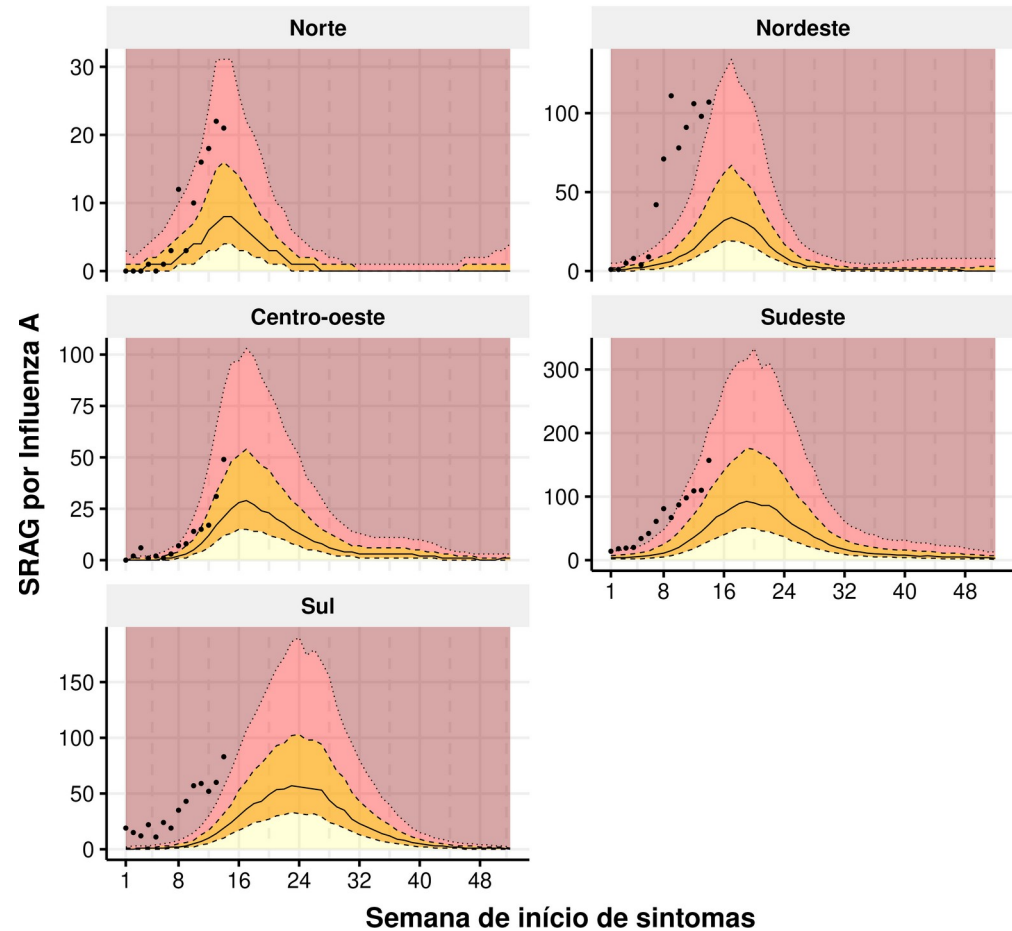 Norte
Nordeste
30
20
10
0
100
50
0
Centro-oeste
Sudeste
100
75
50
25
0
300
200
100
0
1 8 16 24 32 40 48
Sul
150
100
50
0
1 8 16 24 32 40 48
SRAG por Influenza A
Semana de início de sintomas